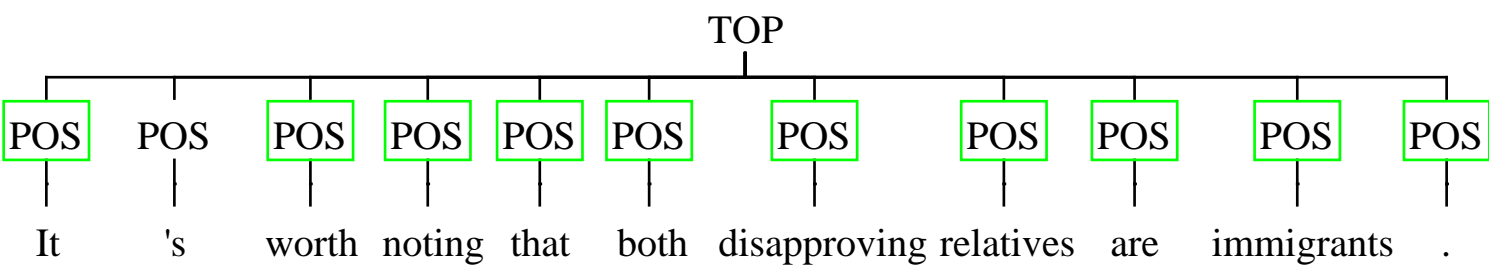 TOP
POS POS POS POS POS POS POS POS POS POS POS
It 's worth noting that both disapproving relatives are immigrants .